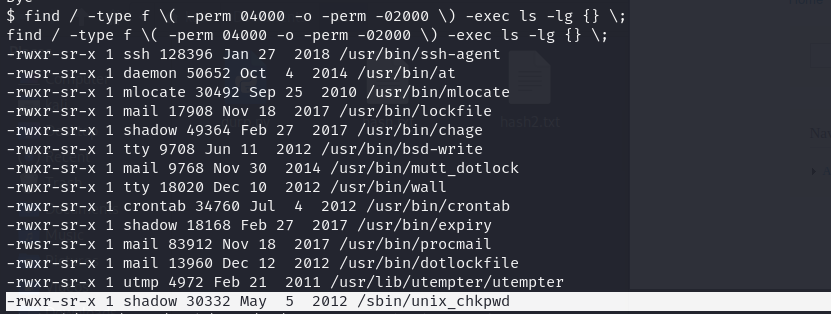 $ find / -type f \( -perm 04000 -o -perm -02000 \) -exec ls -lg {} \;
find / -type f \( -perm 04000 -o -perm -02000 \) -exec ls -lg {} \;
-rwxr-sr-x 1 ssh 128396 Jan 27  2018 /usr/bin/ssh-agent
-rwsr-sr-x 1 daemon 50652 Oct  4  2014 /usr/bin/at
-rwxr-sr-x 1 mlocate 30492 Sep 25  2010 /usr/bin/mlocate
-rwxr-sr-x 1 mail 17908 Nov 18  2017 /usr/bin/lockfile
-rwxr-sr-x 1 shadow 49364 Feb 27  2017 /usr/bin/chage
-rwxr-sr-x 1 tty 9708 Jun 11  2012 /usr/bin/bsd-write
-rwxr-sr-x 1 mail 9768 Nov 30  2014 /usr/bin/mutt_dotlock
-rwxr-sr-x 1 tty 18020 Dec 10  2012 /usr/bin/wall
-rwxr-sr-x 1 crontab 34760 Jul  4  2012 /usr/bin/crontab
-rwxr-sr-x 1 shadow 18168 Feb 27  2017 /usr/bin/expiry
-rwsr-sr-x 1 mail 83912 Nov 18  2017 /usr/bin/procmail
-rwxr-sr-x 1 mail 13960 Dec 12  2012 /usr/bin/dotlockfile
-rwxr-sr-x 1 utmp 4972 Feb 21  2011 /usr/lib/utempter/utempter
-rwxr-sr-x 1 shadow 30332 May  5  2012 /sbin/unix_chkpwd
hash2.txt